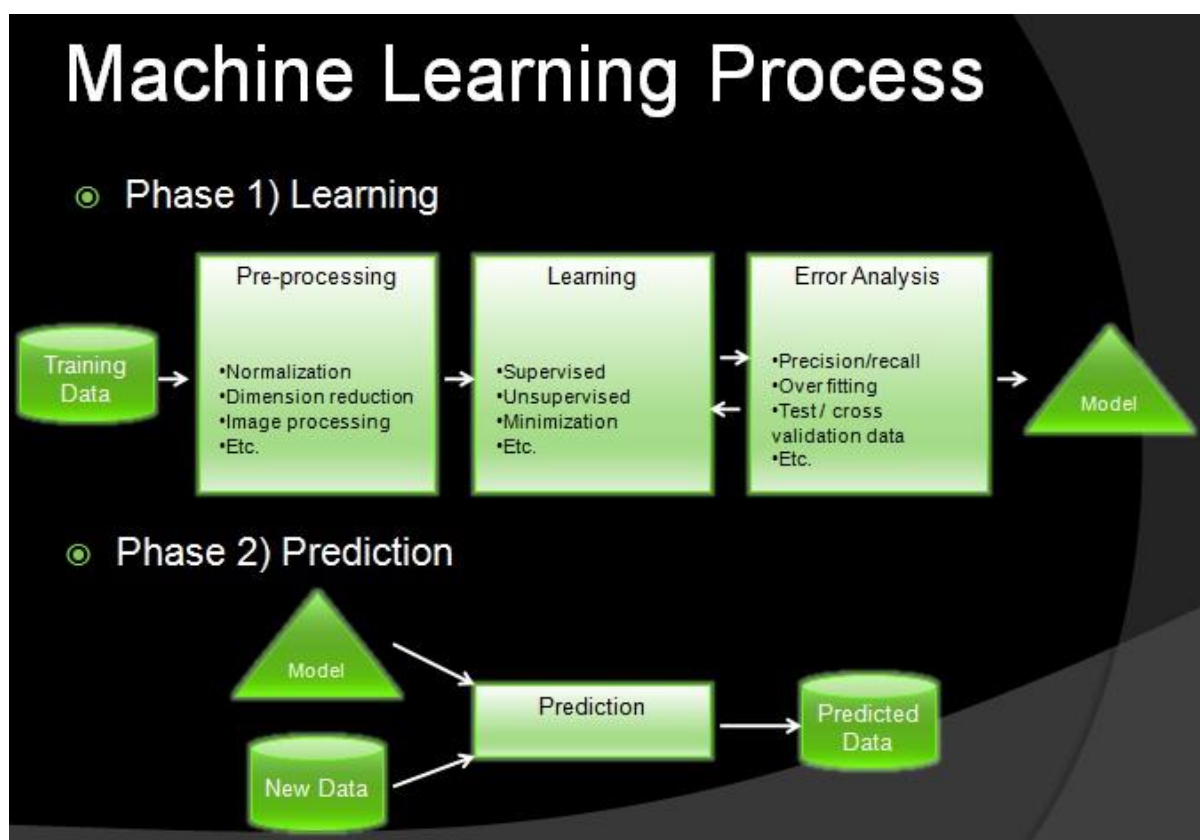 Machine Learning Process
Phase 1) Learning
Training
Data
Pre-processing
•Normalization
•Dimension reduction
•Image processing
•Etc.
Learning
•Supervised
•Unsupervised
•Minimization
•Etc.
Error Analysis
•Precision/recall
•Over fitting
•Test / cross
validation data
•Etc.
Model
Phase 2) Prediction
Model
New Data
Prediction
Predicted
Data